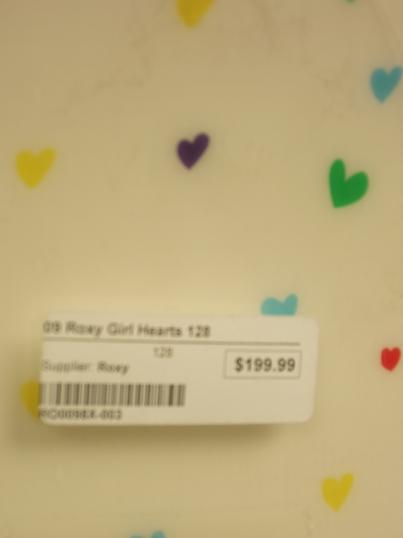 09 Roxy Girl Hearts 128
128
Supplier: Roxy
$199.99